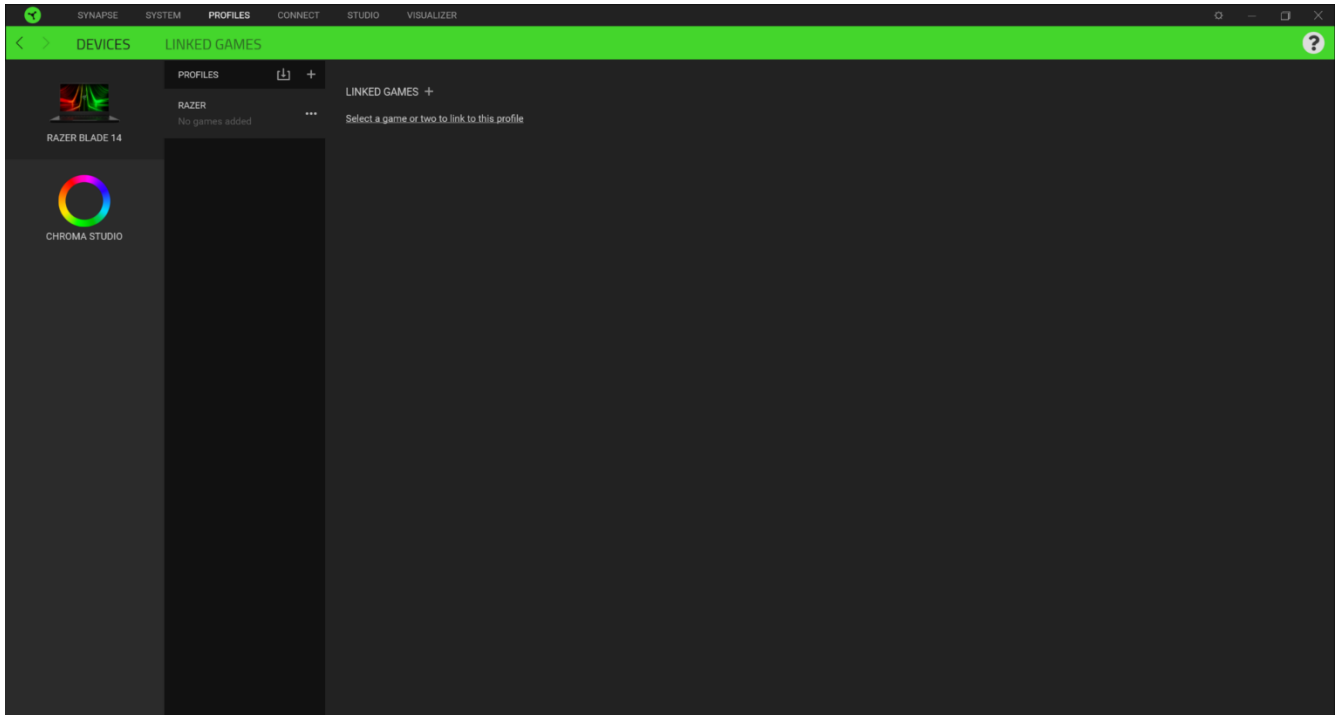 SYNAPSE SYSTEM PROFILES CONNECT STUDIO VISUALIZER
DEVICES LINKED GAMES ?
RAZER BLADE 14
CHROMA STUDIO
PROFILES
RAZER
No games added
LINKED GAMES +
Select a game or two to link to this profile